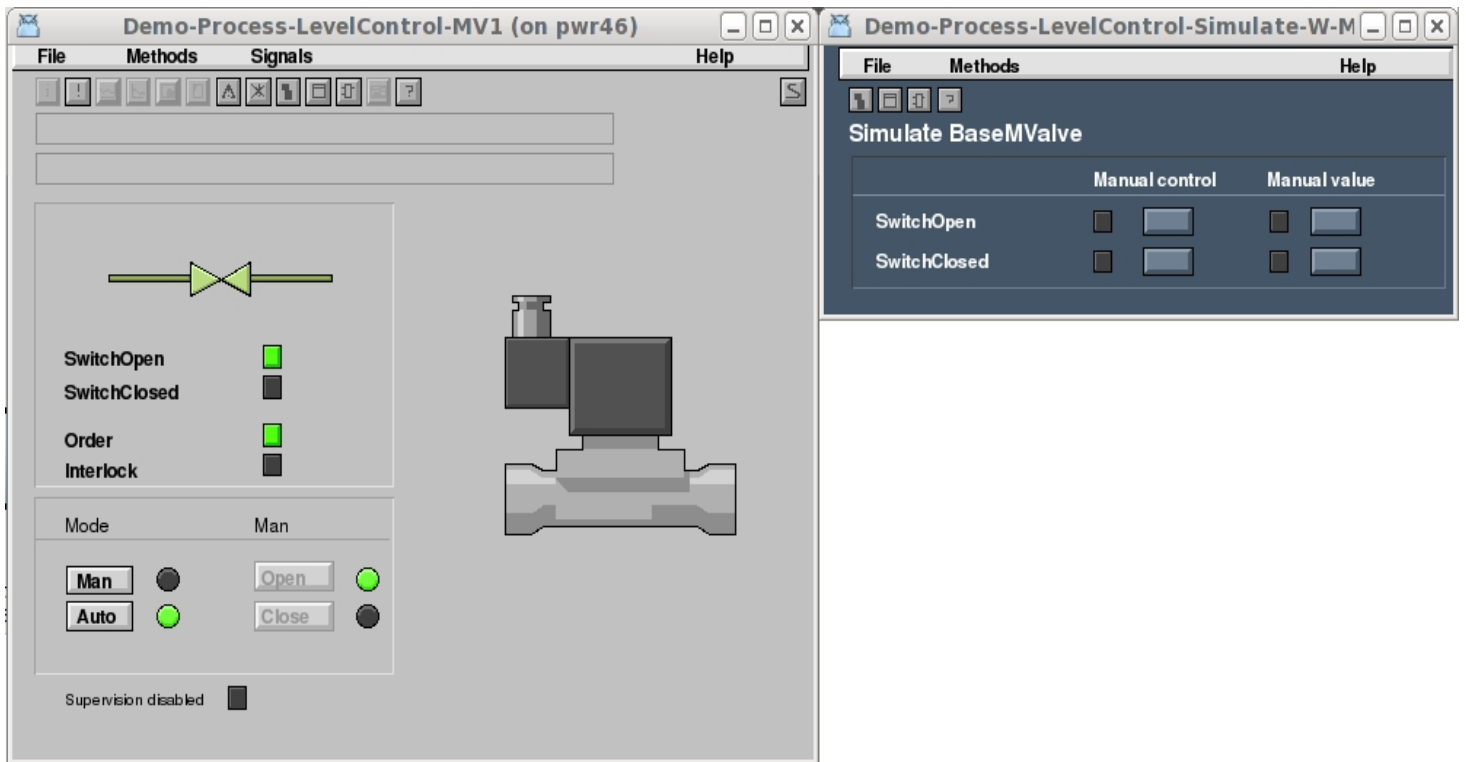 Demo-Process-LevelControl-MV1 (on pwr46)
File Methods Signals Help
SwitchOpen
SwitchClosed
Order
Interlock
Mode Man
Man Open
Auto Close
Supervision disabled
Demo-Process-LevelControl-Simulate-W-M
File Methods Help
Simulate BaseMValve
Manual control Manual value
SwitchOpen
SwitchClosed